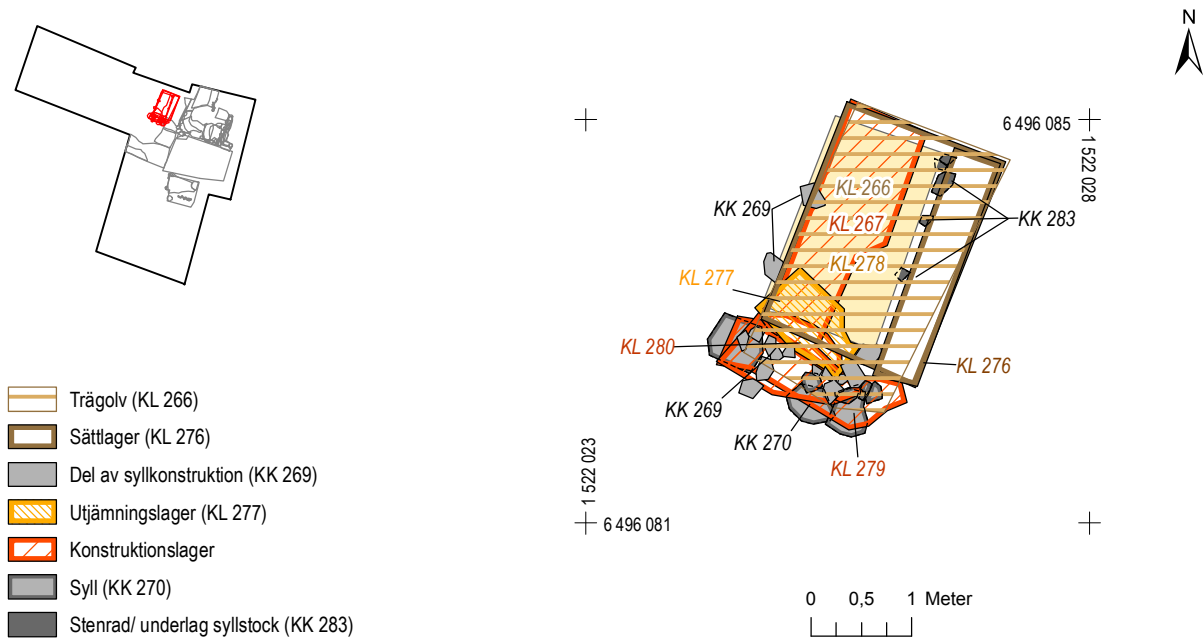 N
6 496 085
1 522 028
KL 266
KK 269
KL 267
KK 283
KL 278
KL 277
KL 280
KL 276
KK 269
KK 270
KL 279
1 522 023
6 496 081
Trägolv (KL 266)
Sättlager (KL 276)
Del av syllkonstruktion (KK 269)
Utjämningslager (KL 277)
Konstruktionslager
Syll (KK 270)
Stenrad/ underlag syllstock (KK 283)
0 0,5 1 Meter